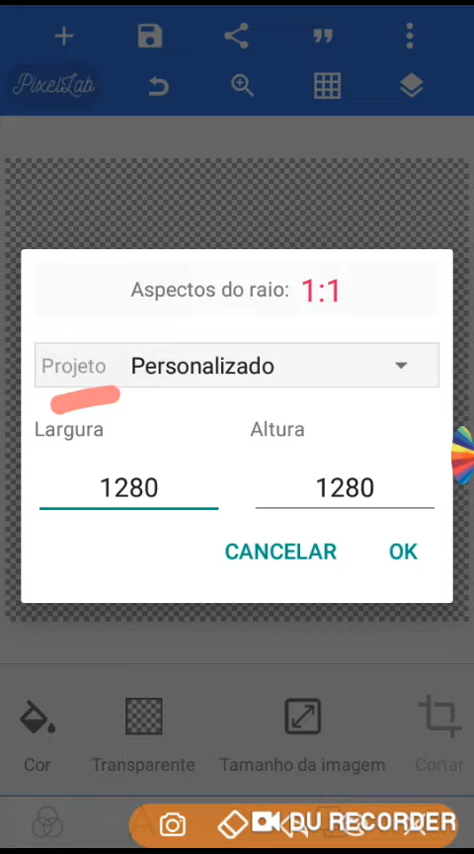 PixelLab
Aspectos do raio: 1:1
Projeto Personalizado
Largura Altura
1280 1280
CANCELAR OK
Cor Transparente Tamanho da imagem Cortar
DU RECORDER